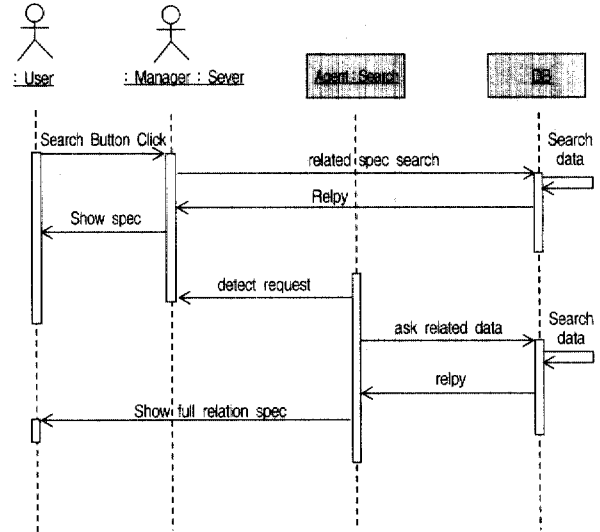 : User
: Manager : Sever
Agent : Search
DB
Search Button Click
related spec search
Search
data
Relpy
Show spec
detect request
ask related data
Search
data
relpy
Show full relation spec